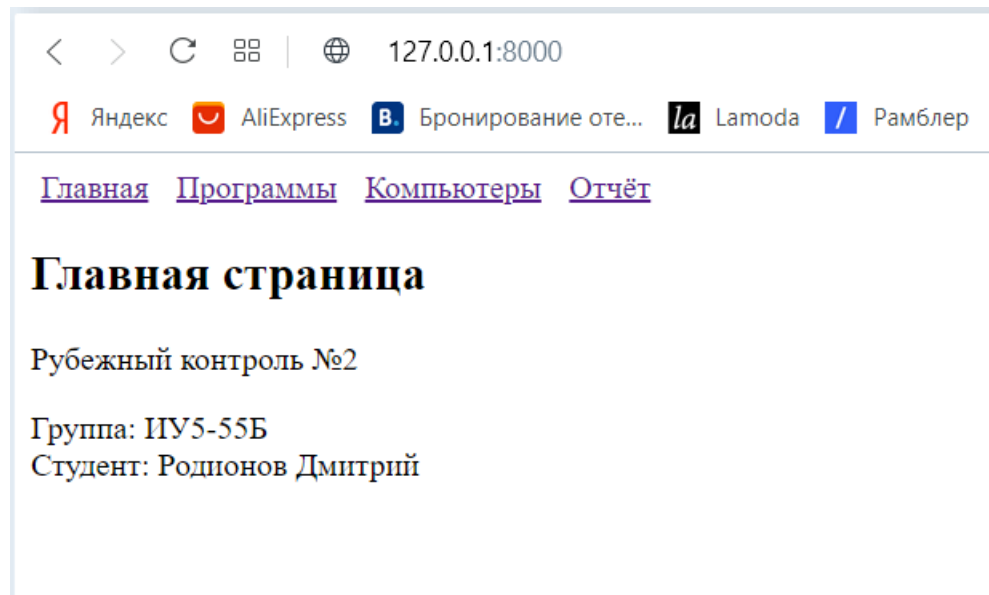 127.0.0.1:8000
Я Яндекс AliExpress B. Бронирование оте... la Lamoda / Рамблер
Главная Программы Компьютеры Отчёт
Главная страница
Рубежный контроль №2
Группа: ИУ5-55Б
Студент: Родионов Дмитрий